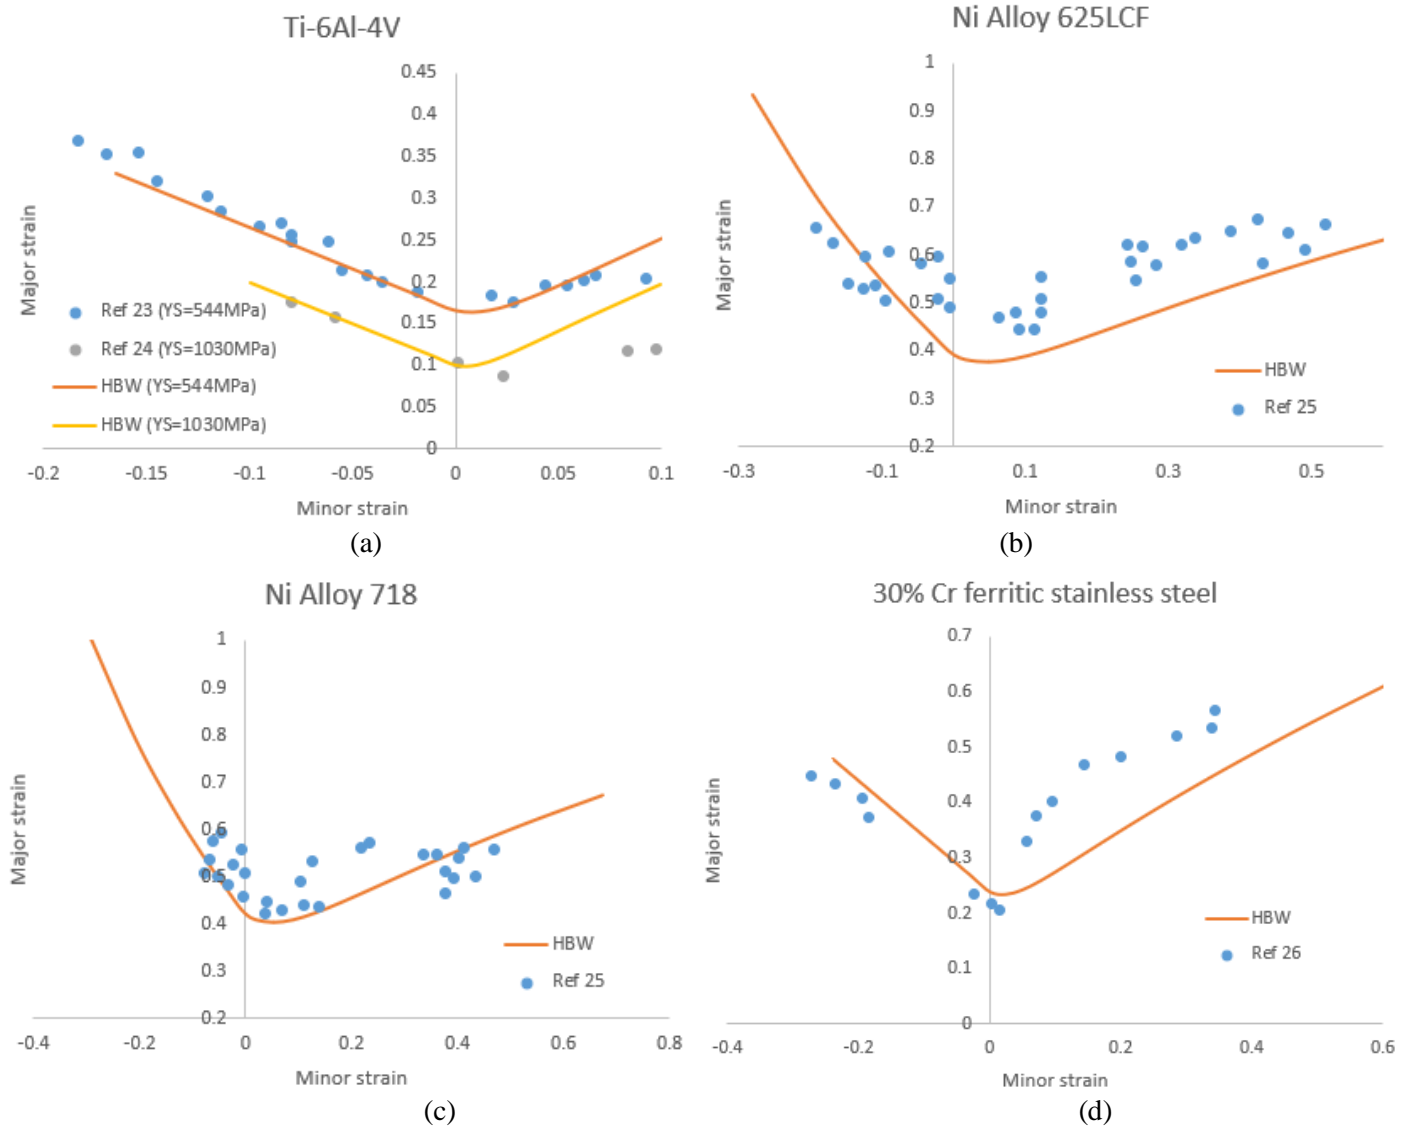 Ti-6Al-4V
0.45
0.4
0.35
0.3
0.25
0.2
0.15
0.1
0.05
0
Major strain
Ref 23 (YS=544MPa)
Ref 24 (YS=1030MPa)
HBW (YS=544MPa)
HBW (YS=1030MPa)
-0.2 -0.15 -0.1 -0.05 0 0.05 0.1
Minor strain
(a)
Ni Alloy 625LCF
1
0.9
0.8
0.7
0.6
0.5
0.4
0.3
0.2
Major strain
HBW
Ref 25
-0.3 -0.1 0.1 0.3 0.5
Minor strain
(b)
Ni Alloy 718
1
0.9
0.8
0.7
0.6
0.5
0.4
0.3
0.2
Major strain
HBW
Ref 25
-0.4 -0.2 0 0.2 0.4 0.6 0.8
Minor strain
(c)
30% Cr ferritic stainless steel
0.7
0.6
0.5
0.4
0.3
0.2
0.1
0
Major strain
HBW
Ref 26
-0.4 -0.2 0 0.2 0.4 0.6
Minor strain
(d)